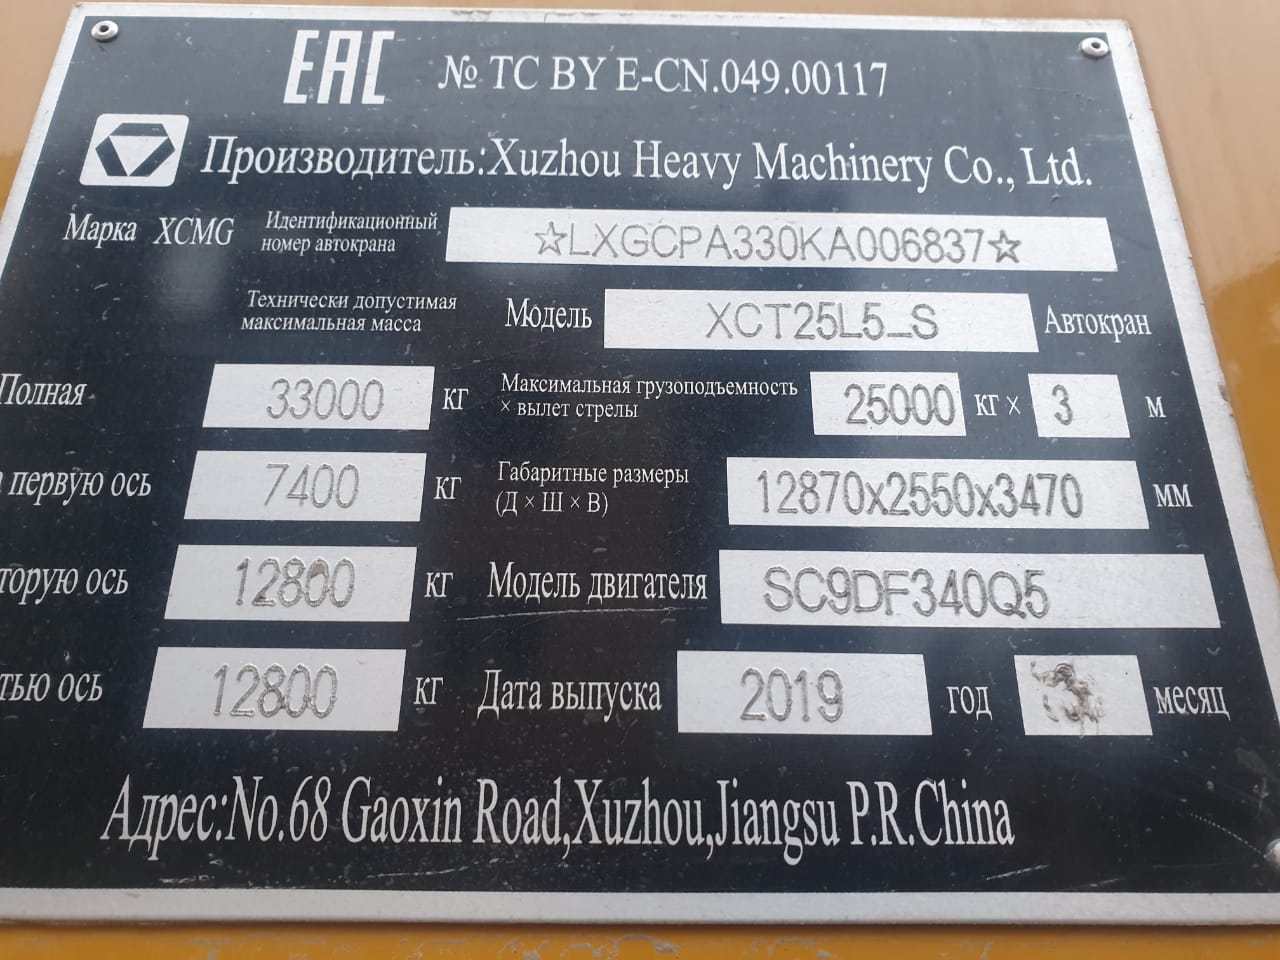 EAC № ТС BY E-CN.049.00117
Производитель:Xuzhou Heavy Machinery Co., Ltd.
Марка XCMG Идентификационный номер автокрана ☆LXGCPA330KA006837☆
Технически допустимая максимальная масса Модель XCT25L5_S Автокран
Полная 33000 кг Максимальная грузоподъемность × вылет стрелы 25000 кг × 3 м
первую ось 7400 кг Габаритные размеры (Д × Ш × В) 12870x2550x3470 мм
торую ось 12800 кг Модель двигателя SC9DF340Q5
тью ось 12800 кг Дата выпуска 2019 год 3 месяц
Адрес:No.68 Gaoxin Road,Xuzhou,Jiangsu P.R.China